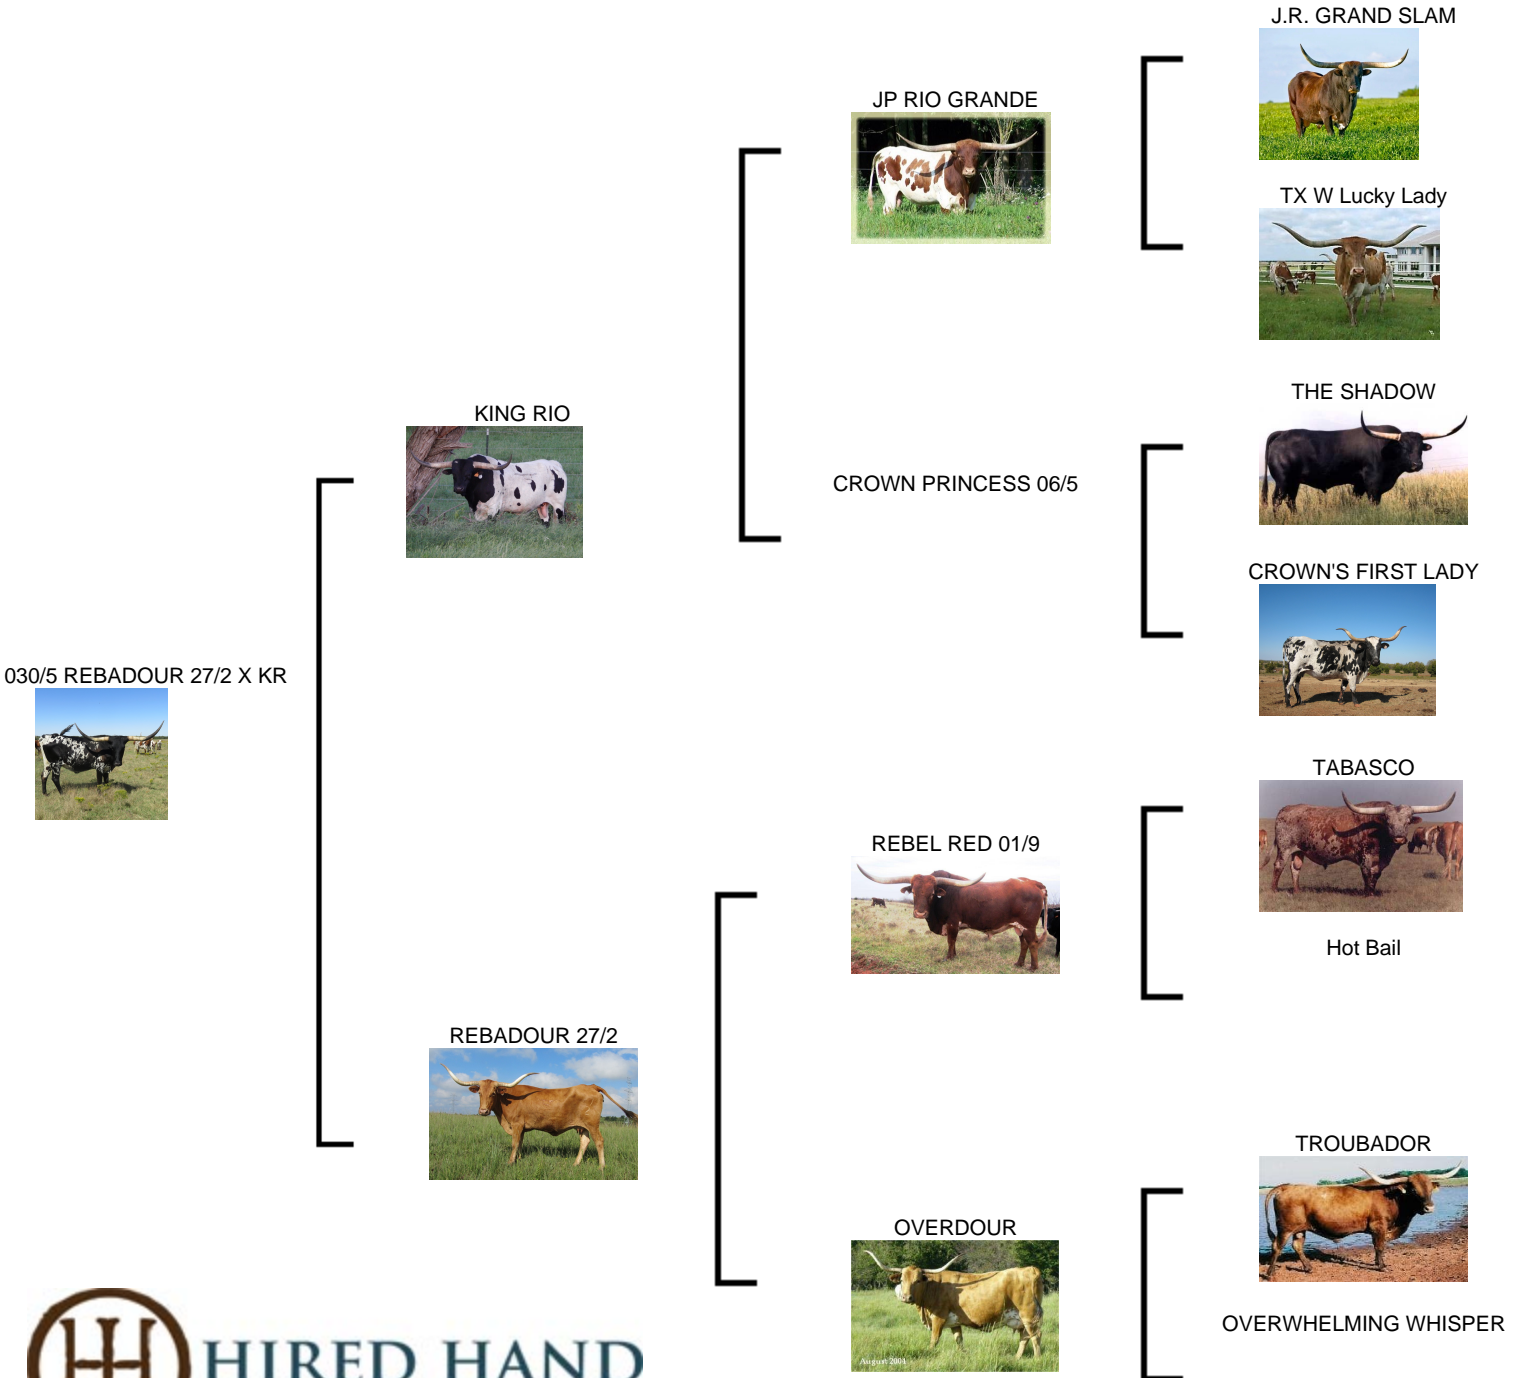 J.R. GRAND SLAM
JP RIO GRANDE
TX W Lucky Lady
THE SHADOW
KING RIO
CROWN PRINCESS 06/5
CROWN'S FIRST LADY
030/5 REBADOUR 27/2 X KR
TABASCO
REBEL RED 01/9
Hot Bail
REBADOUR 27/2
TROUBADOR
OVERDOUR
OVERWHELMING WHISPER
August 2004
HIRED HAND